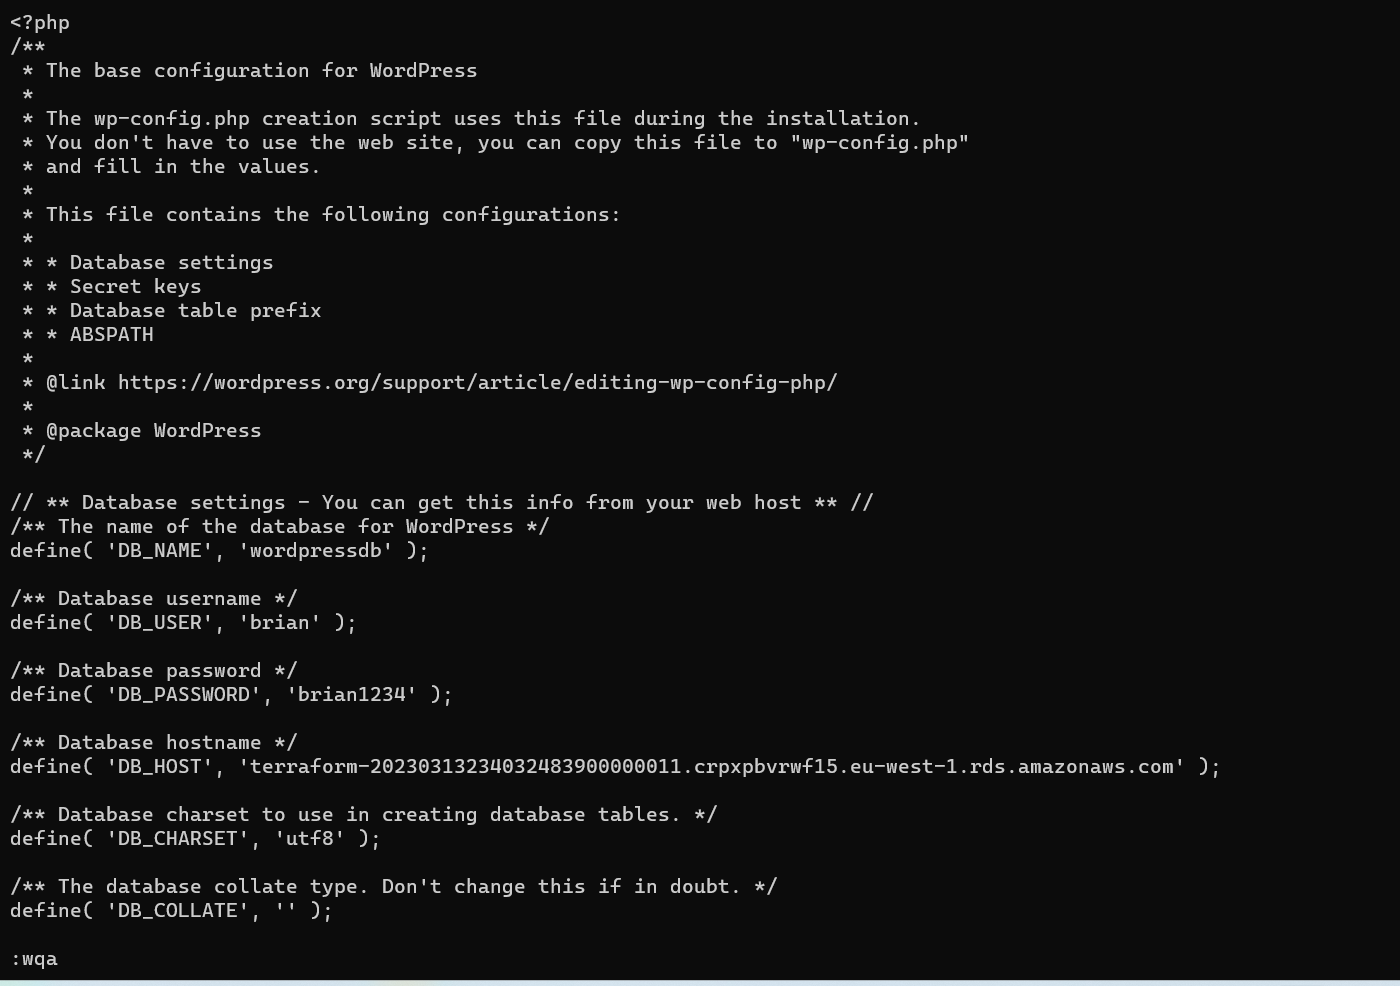 <?php
/**
 * The base configuration for WordPress
 *
 * The wp-config.php creation script uses this file during the installation.
 * You don't have to use the web site, you can copy this file to "wp-config.php"
 * and fill in the values.
 *
 * This file contains the following configurations:
 *
 * * Database settings
 * * Secret keys
 * * Database table prefix
 * * ABSPATH
 *
 * @link https://wordpress.org/support/article/editing-wp-config-php/
 *
 * @package WordPress
 */

// ** Database settings - You can get this info from your web host ** //
/** The name of the database for WordPress */
define( 'DB_NAME', 'wordpressdb' );

/** Database username */
define( 'DB_USER', 'brian' );

/** Database password */
define( 'DB_PASSWORD', 'brian1234' );

/** Database hostname */
define( 'DB_HOST', 'terraform-20230313234032483900000011.crpxpbvrwf15.eu-west-1.rds.amazonaws.com' );

/** Database charset to use in creating database tables. */
define( 'DB_CHARSET', 'utf8' );

/** The database collate type. Don't change this if in doubt. */
define( 'DB_COLLATE', '' );

:wqa